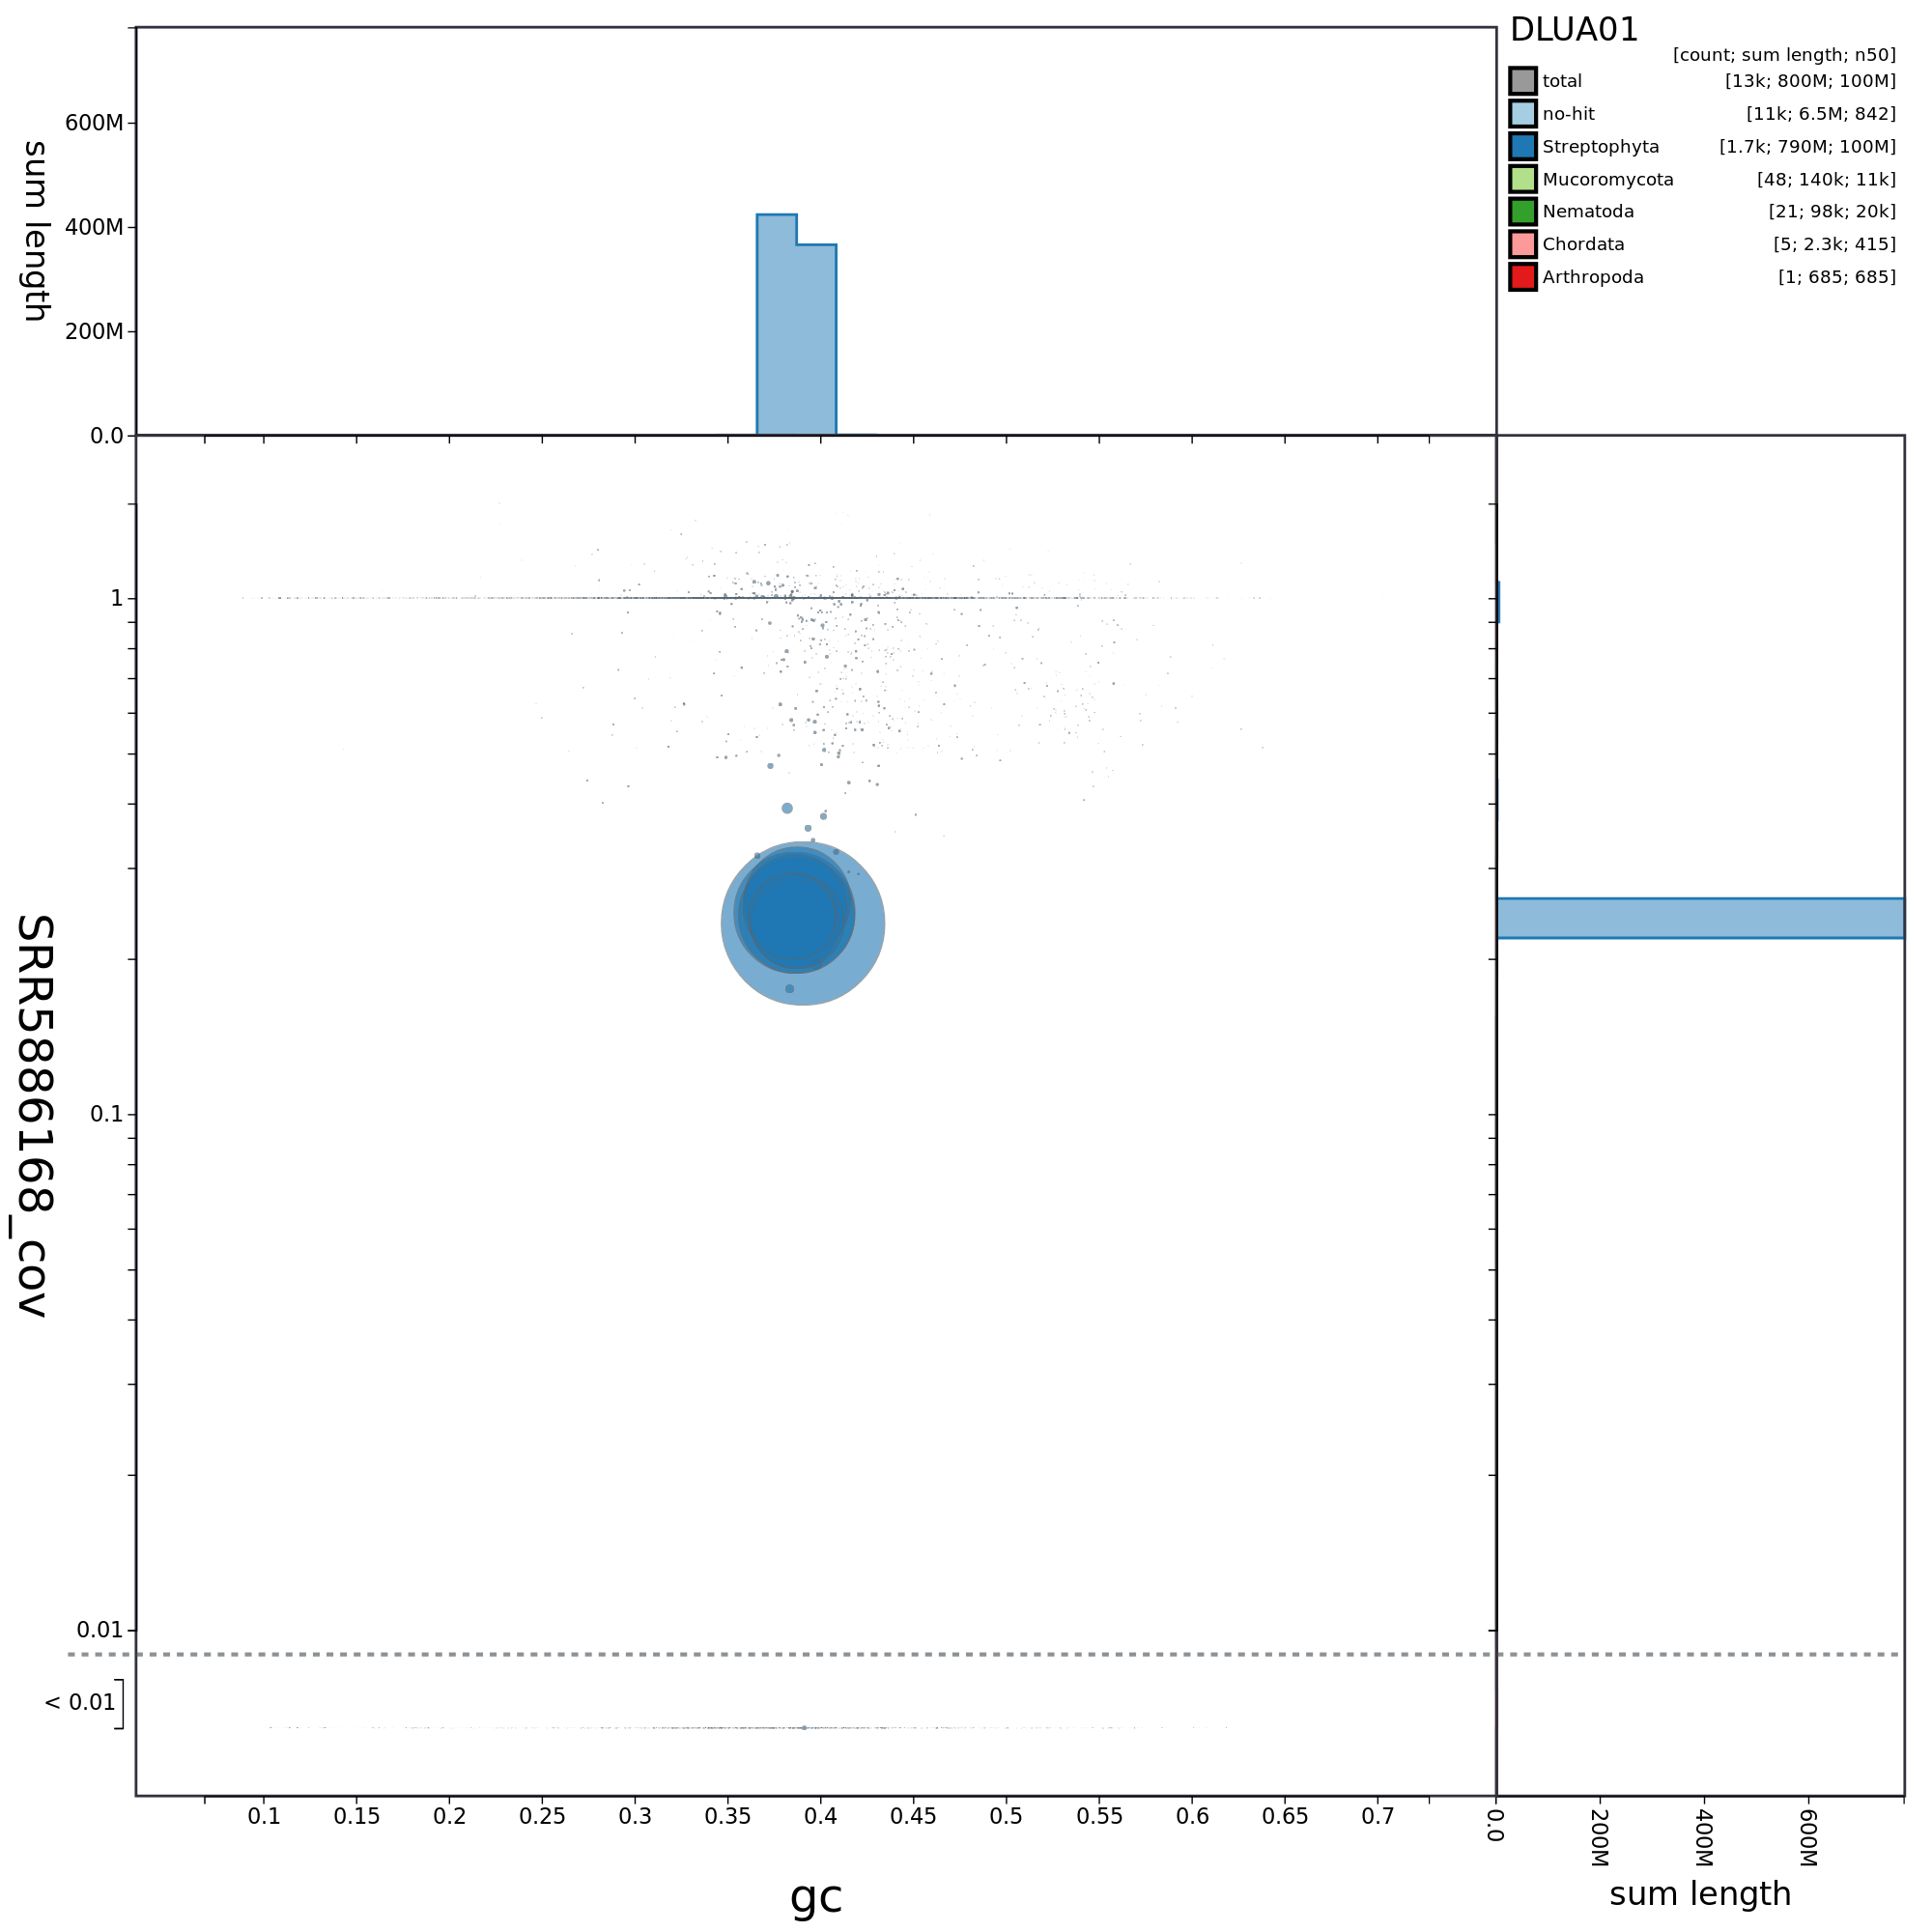 DLUA01
[count; sum length; n50]
total [13k; 800M; 100M]
no-hit [11k; 6.5M; 842]
Streptophyta [1.7k; 790M; 100M]
Mucoromycota [48; 140k; 11k]
Nematoda [21; 98k; 20k]
Chordata [5; 2.3k; 415]
Arthropoda [1; 685; 685]
sum length
600M
400M
200M
0.0
SRR5886168_cov
1
0.1
0.01
< 0.01
0.1 0.15 0.2 0.25 0.3 0.35 0.4 0.45 0.5 0.55 0.6 0.65 0.7
gc
0.0 200M 400M 600M
sum length